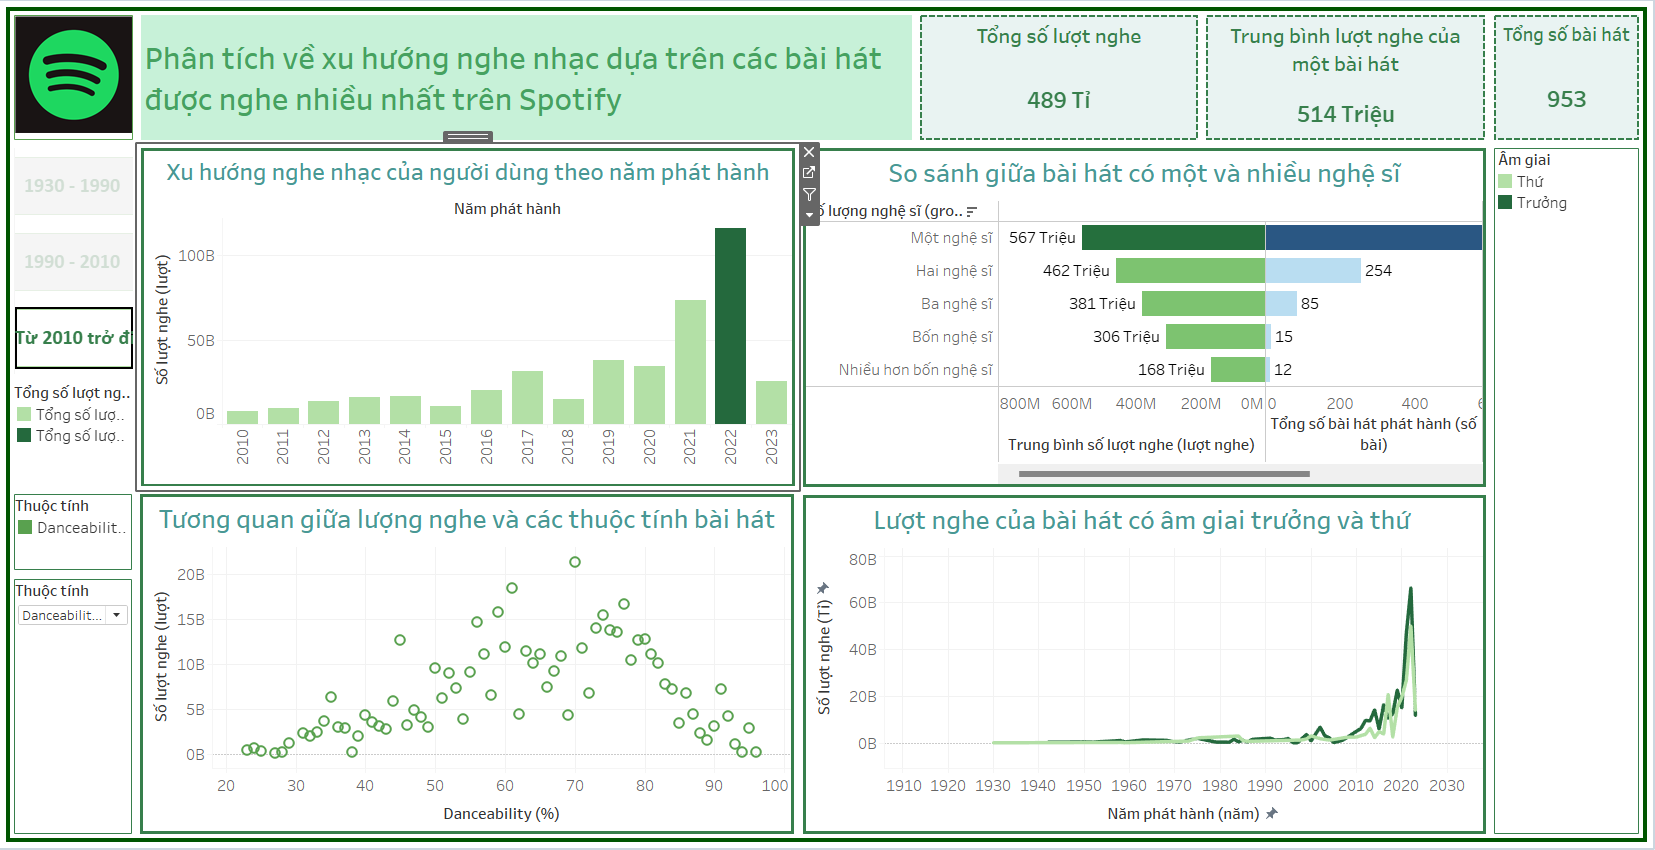 Phân tích về xu hướng nghe nhạc dựa trên các bài hát
được nghe nhiều nhất trên Spotify
Tổng số lượt nghe
489 Tỉ
Trung bình lượt nghe của
một bài hát
514 Triệu
Tổng số bài hát
953
1930 - 1990
1990 - 2010
Từ 2010 trở đi
Tổng số lượt ng..
Tổng số lượ..
Tổng số lượ..
Thuộc tính
Danceabilit..
Thuộc tính
Danceabilit...
Xu hướng nghe nhạc của người dùng theo năm phát hành
Năm phát hành
Số lượt nghe (lượt)
100B
50B
0B
2010
2011
2012
2013
2014
2015
2016
2017
2018
2019
2020
2021
2022
2023
So sánh giữa bài hát có một và nhiều nghệ sĩ
ố lượng nghệ sĩ (gro..
Một nghệ sĩ 567 Triệu
Hai nghệ sĩ 462 Triệu 254
Ba nghệ sĩ 381 Triệu 85
Bốn nghệ sĩ 306 Triệu 15
Nhiều hơn bốn nghệ sĩ 168 Triệu 12
800M 600M 400M 200M 0M 0 200 400 6
Trung bình số lượt nghe (lượt nghe)
Tổng số bài hát phát hành (số
bài)
Âm giai
Thứ
Trưởng
Tương quan giữa lượng nghe và các thuộc tính bài hát
Số lượt nghe (lượt)
20B
15B
10B
5B
0B
20 30 40 50 60 70 80 90 100
Danceability (%)
Lượt nghe của bài hát có âm giai trưởng và thứ
Số lượt nghe (Tỉ)
80B
60B
40B
20B
0B
1910 1920 1930 1940 1950 1960 1970 1980 1990 2000 2010 2020 2030
Năm phát hành (năm)